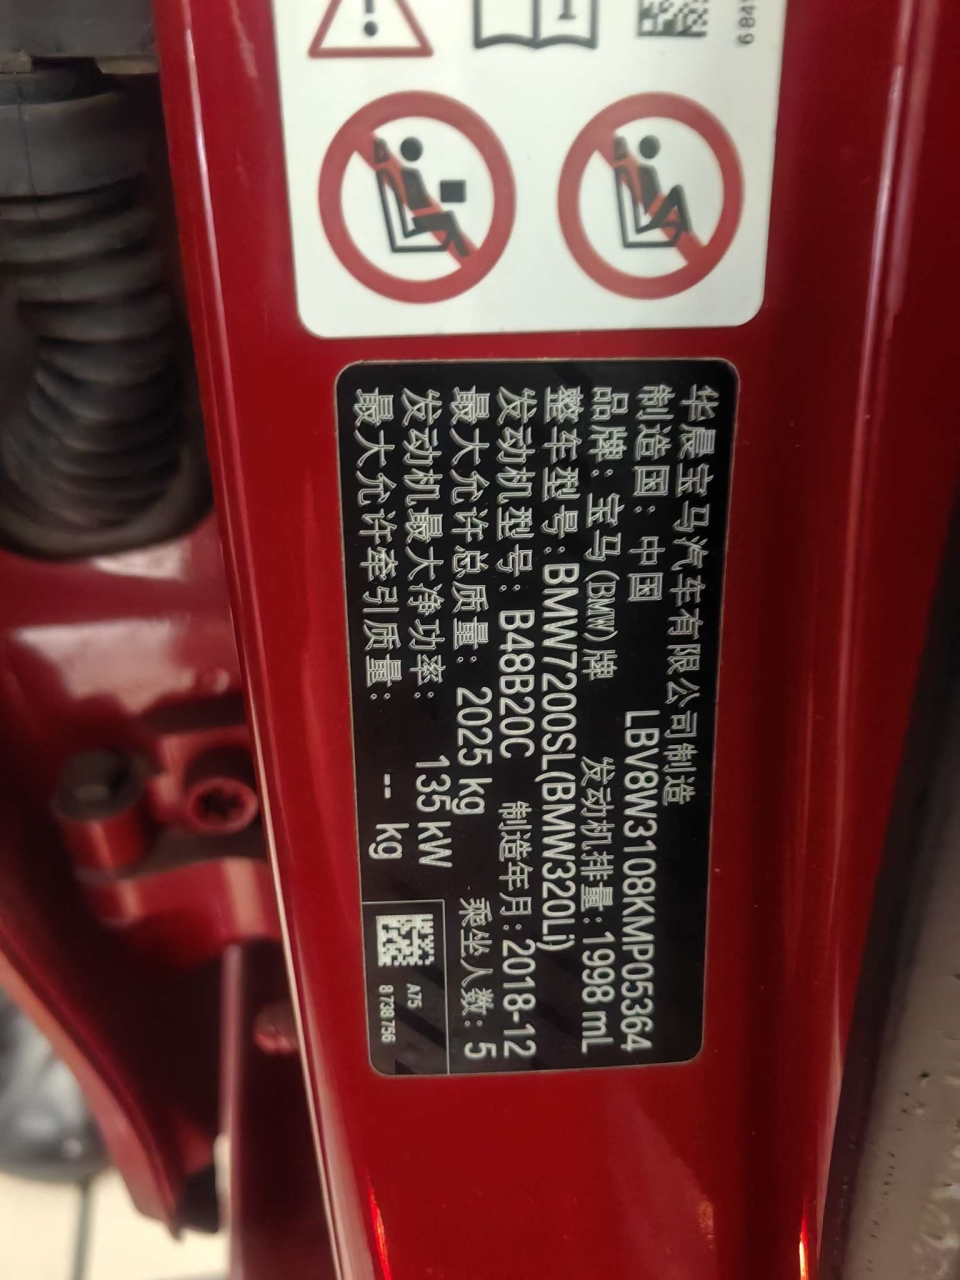 华晨宝马汽车有限公司制造
制造国：中国 LBV8W3108KMP05364
品牌：宝马(BMW)牌 发动机排量：1998 mL
整车型号：BMW7200SL(BMW320Li)
发动机型号：B48B20C 制造年月：2018-12
最大允许总质量：2025 kg 乘坐人数：5
发动机最大净功率：135 kW
最大允许牵引质量：-- kg
A75
8738756